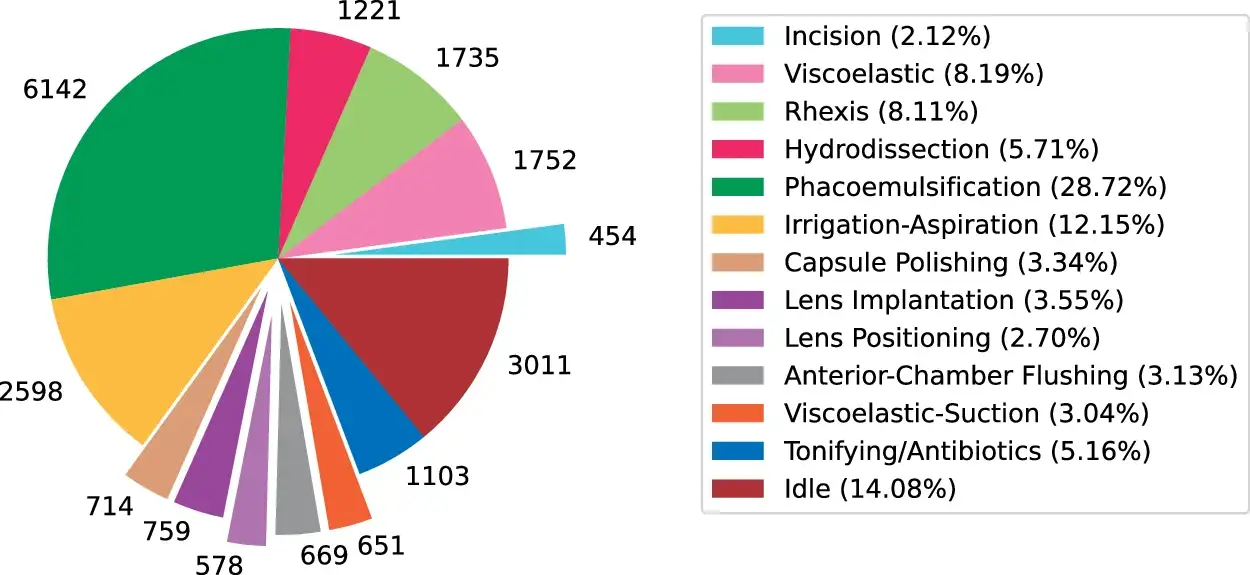 1221
1735
6142
1752
454
3011
2598
1103
714
759
578
669
651
Incision (2.12%)
Viscoelastic (8.19%)
Rhexis (8.11%)
Hydrodissection (5.71%)
Phacoemulsification (28.72%)
Irrigation-Aspiration (12.15%)
Capsule Polishing (3.34%)
Lens Implantation (3.55%)
Lens Positioning (2.70%)
Anterior-Chamber Flushing (3.13%)
Viscoelastic-Suction (3.04%)
Tonifying/Antibiotics (5.16%)
Idle (14.08%)